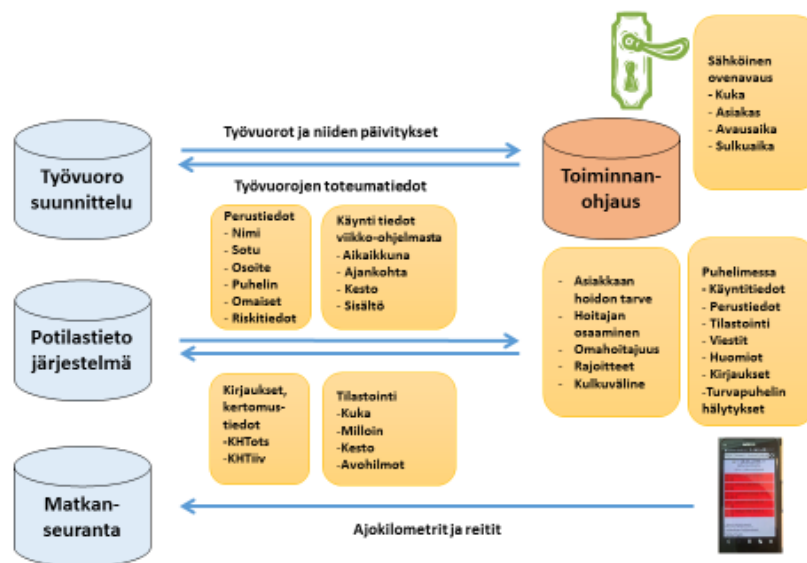 Sähköinen
ovenavaus
- Kuka
- Asiakas
- Avausaika
- Sulkuaika
Työvuorot ja niiden päivitykset
Työvuoro
suunnittelu
Toiminnan-
ohjaus
Työvuorojen toteumatiedot
Perustiedot
- Nimi
- Sotu
- Osoite
- Puhelin
- Omaiset
- Riskitiedot
Käynti tiedot
viikko-ohjelmasta
- Aikaikkuna
- Ajankohta
- Kesto
- Sisältö
- Asiakkaan
hoidon tarve
- Hoitajan
osaaminen
- Omahoitajuus
- Rajoitteet
- Kulkuväline
Puhelimessa
- Käyntitiedot
- Perustiedot
- Tilastointi
- Viestit
- Huomiot
- Kirjaukset
-Turvapuhelin
hälytykset
Potilastieto
järjestelmä
Kirjaukset,
kertomus-
tiedot
-KHTots
-KHTiiv
Tilastointi
-Kuka
-Milloin
-Kesto
-Avohilmot
Matkan-
seuranta
Ajokilometrit ja reitit